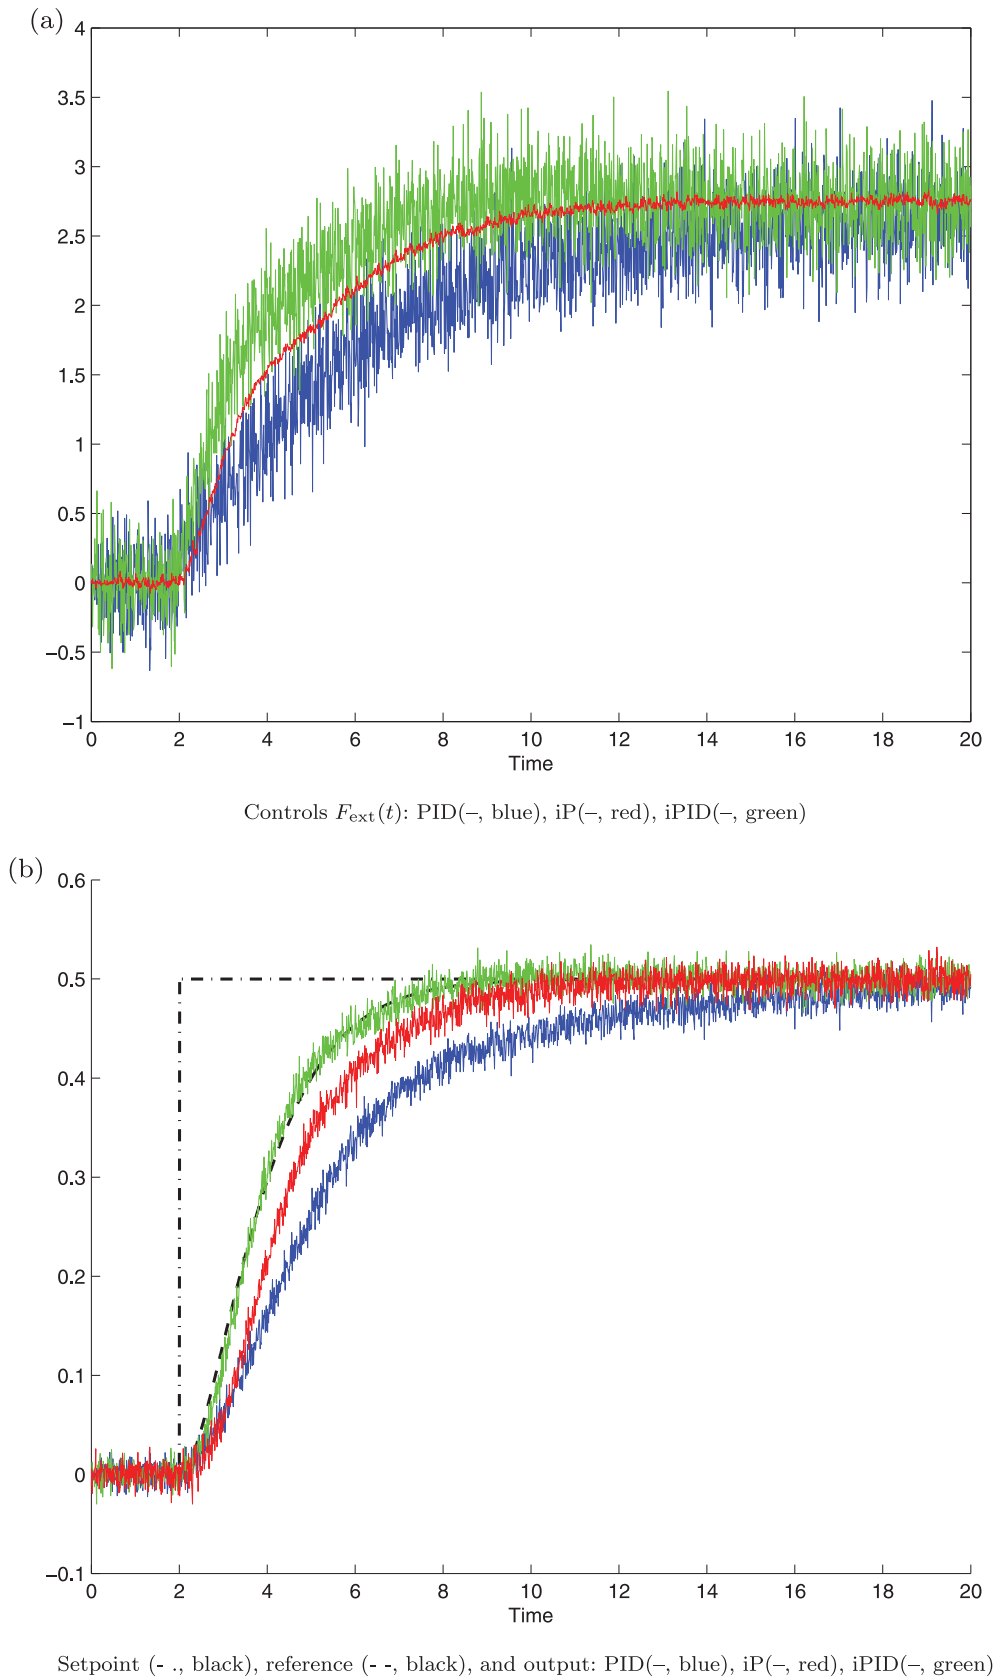 (a)
4
3.5
3
2.5
2
1.5
1
0.5
0
−0.5
−1
0 2 4 6 8 10 12 14 16 18 20
Time
Controls F_ext(t): PID(–, blue), iP(–, red), iPID(–, green)
(b)
0.6
0.5
0.4
0.3
0.2
0.1
0
−0.1
0 2 4 6 8 10 12 14 16 18 20
Time
Setpoint (- ., black), reference (- -, black), and output: PID(–, blue), iP(–, red), iPID(–, green)